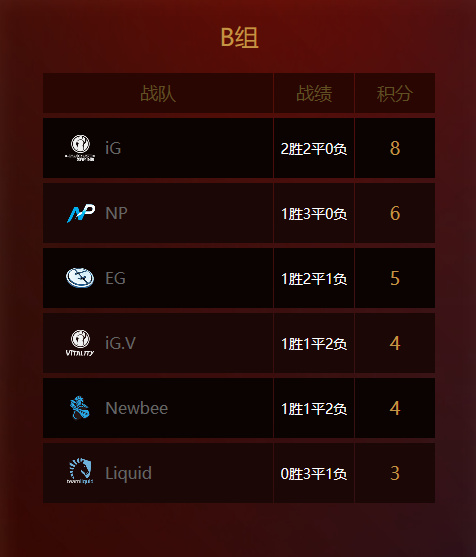 B组
战队 战绩 积分
iG 2胜2平0负 8
NP 1胜3平0负 6
EG 1胜2平1负 5
VITALITY iG.V 1胜1平2负 4
Newbee 1胜1平2负 4
teamliquid Liquid 0胜3平1负 3